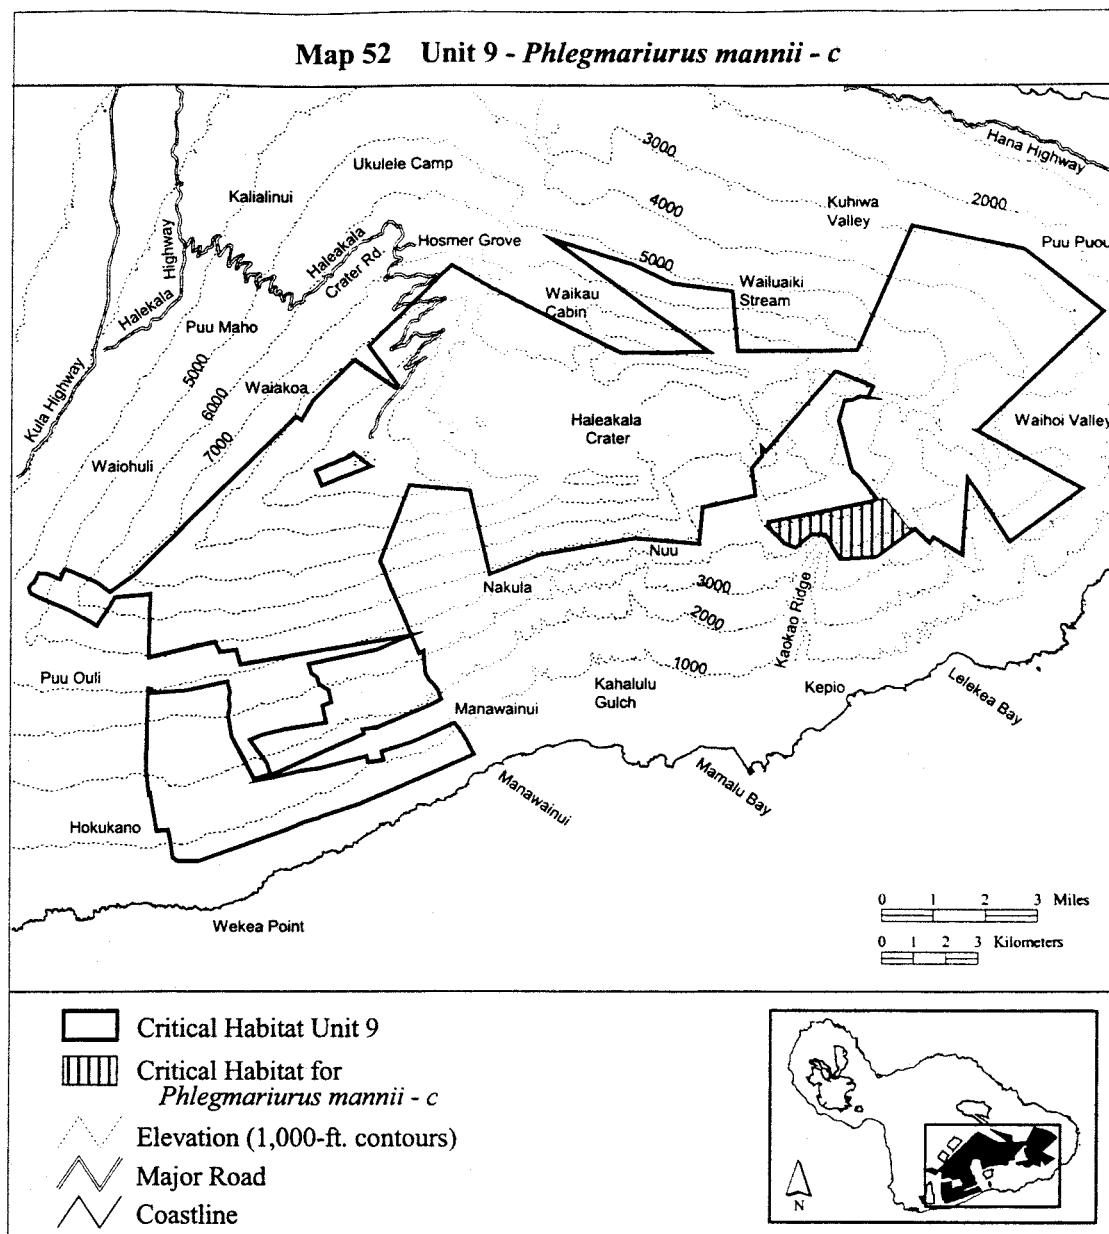 Map 52 Unit 9 - Phlegmariurus mannii - c
Hana Highway
3000
Ukulele Camp
Kalialinui
4000
Kuhiwa
Valley
2000
Halekala Highway
Haleakala
Crater Rd.
Hosmer Grove
Puu Puou
5000
Wailuaiki
Stream
Waikau
Cabin
Puu Maho
Kula Highway
5000
6000
7000
Waiakoa
Haleakala
Crater
Waihoi Valley
Waiohuli
Nuu
Nakula
3000
2000
1000
Kaokao Ridge
Puu Ouli
Kahalulu
Gulch
Kepio
Lelekea Bay
Manawainui
Manawainui
Mamalu Bay
Hokukano
Wekea Point
0 1 2 3 Miles
0 1 2 3 Kilometers
Critical Habitat Unit 9
Critical Habitat for
Phlegmariurus mannii - c
Elevation (1,000-ft. contours)
Major Road
Coastline
N